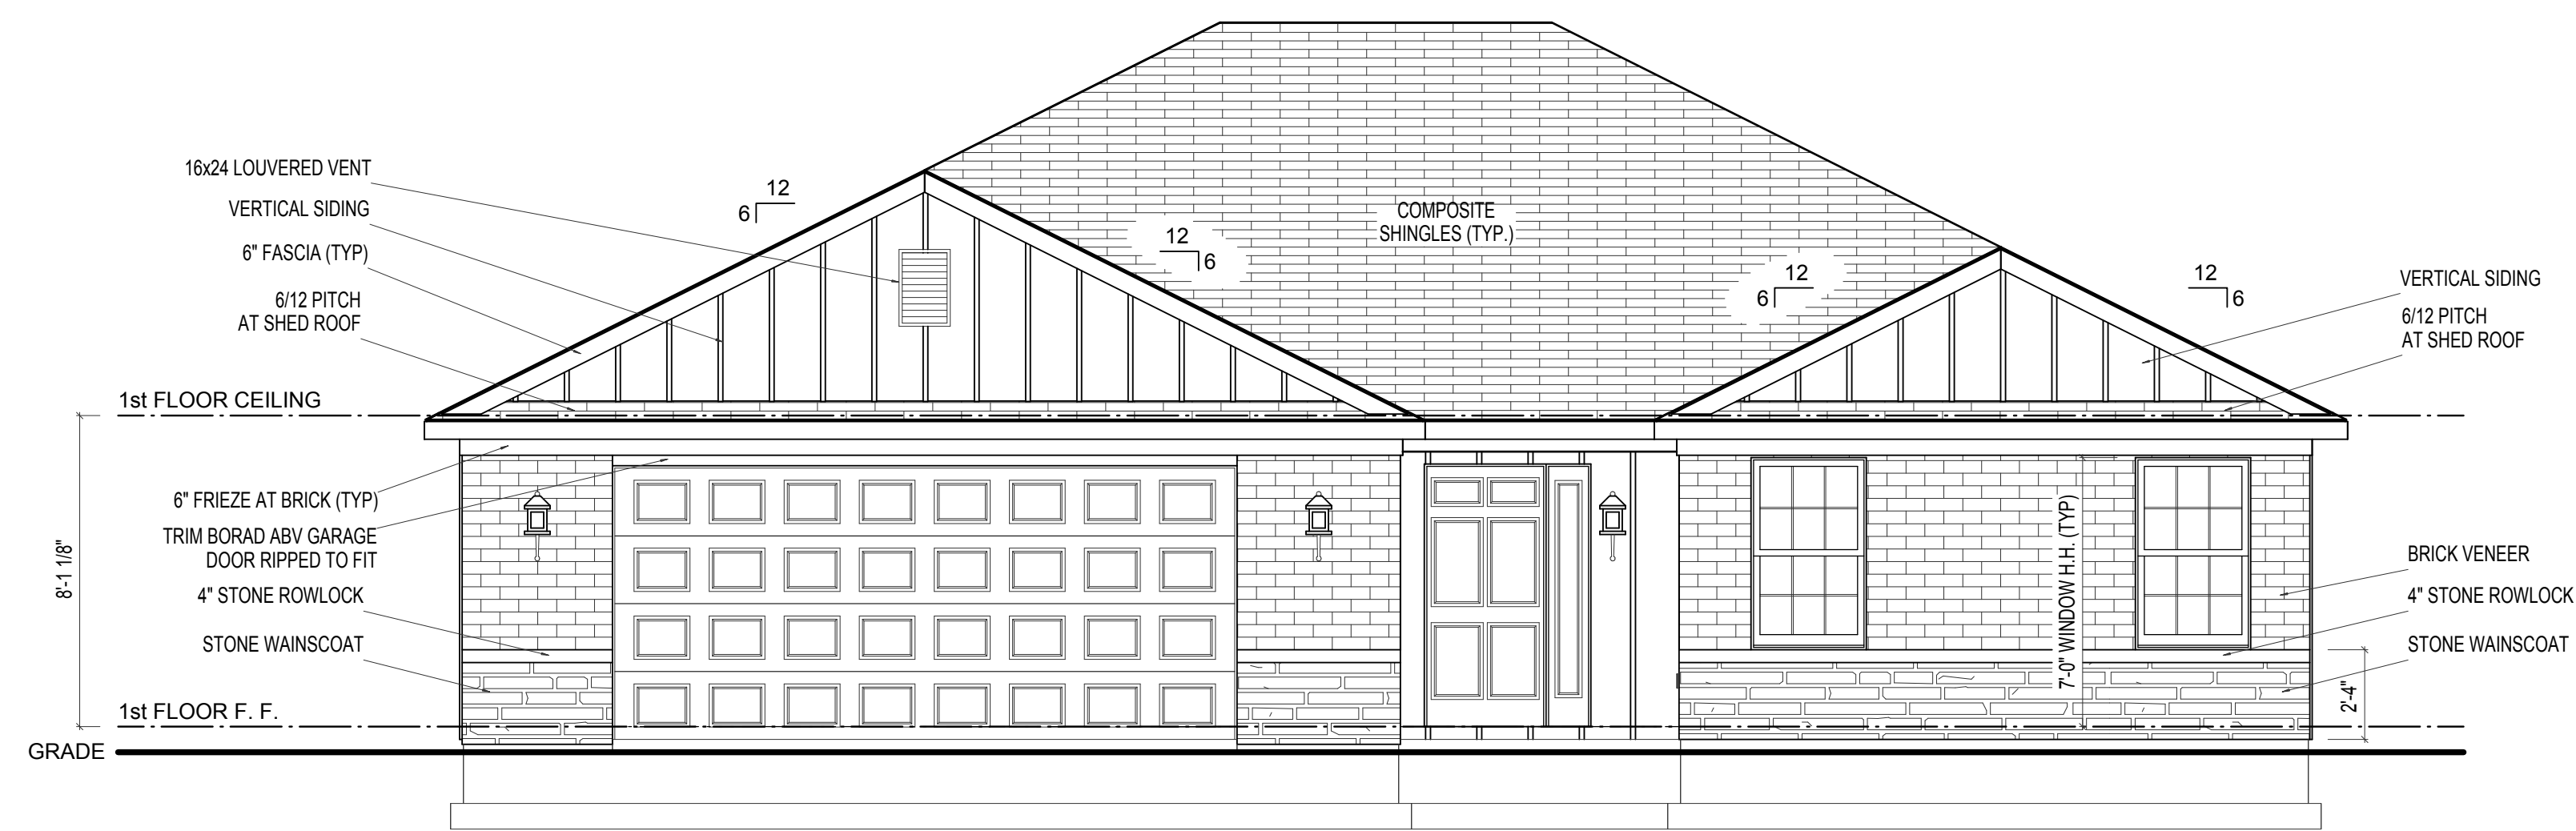 16x24 LOUVERED VENT
VERTICAL SIDING
6" FASCIA (TYP)
6/12 PITCH
AT SHED ROOF
1st FLOOR CEILING
6" FRIEZE AT BRICK (TYP)
TRIM BORAD ABV GARAGE
DOOR RIPPED TO FIT
4" STONE ROWLOCK
STONE WAINSCOAT
1st FLOOR F. F.
GRADE
8'-1 1/8"
12
6
12
6
COMPOSITE
SHINGLES (TYP.)
12
6
12
6
7'-0" WINDOW H.H. (TYP)
VERTICAL SIDING
6/12 PITCH
AT SHED ROOF
BRICK VENEER
4" STONE ROWLOCK
STONE WAINSCOAT
2'-4"